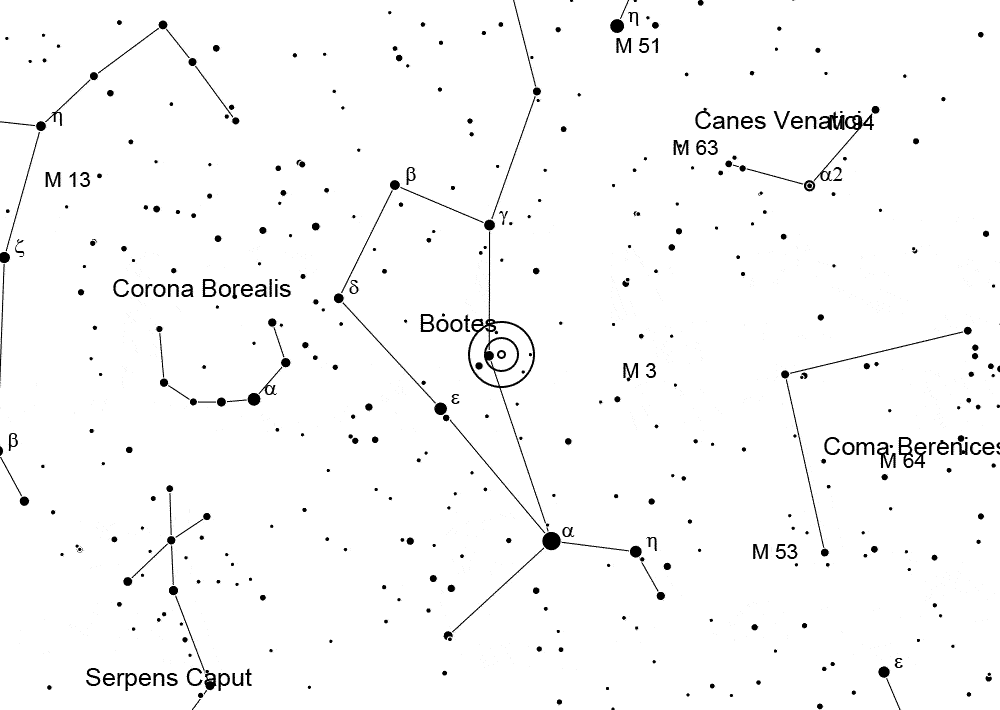 η
M 51
Canes Venatici
M 94
η
M 63
β
α2
M 13
γ
ζ
δ
Corona Borealis
Bootes
M 3
α
ε
β
Coma Berenices
M 64
α
η
M 53
ε
Serpens Caput